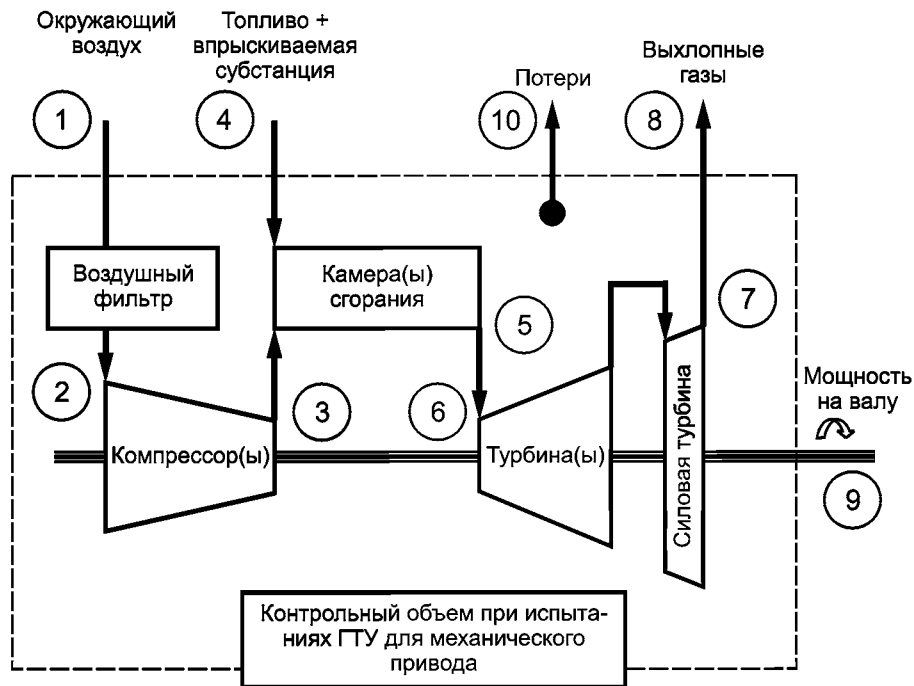 Окружающий
воздух
Топливо +
впрыскиваемая
субстанция
Потери
Выхлопные
газы
1
4
10
8
Воздушный
фильтр
Камера(ы)
сгорания
5
7
2
3
6
Мощность
на валу
Компрессор(ы)
Турбина(ы)
Силовая турбина
9
Контрольный объем при испыта-
ниях ГТУ для механического
привода